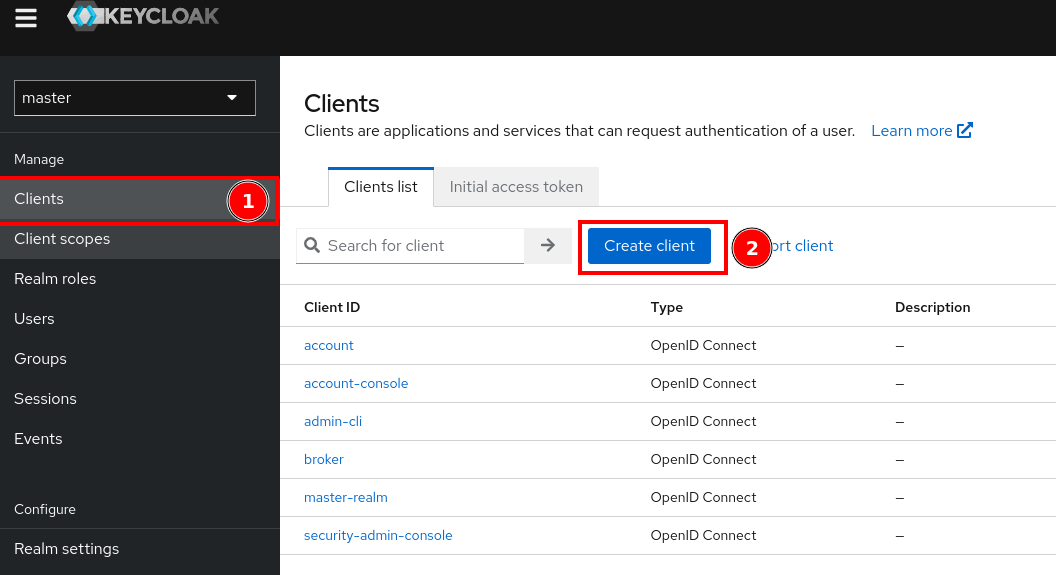 KEYCLOAK
master
Manage
Clients
1
Client scopes
Realm roles
Users
Groups
Sessions
Events
Configure
Realm settings
Clients
Clients are applications and services that can request authentication of a user. Learn more
Clients list Initial access token
Search for client Create client 2 ort client
Client ID Type Description
account OpenID Connect –
account-console OpenID Connect –
admin-cli OpenID Connect –
broker OpenID Connect –
master-realm OpenID Connect –
security-admin-console OpenID Connect –